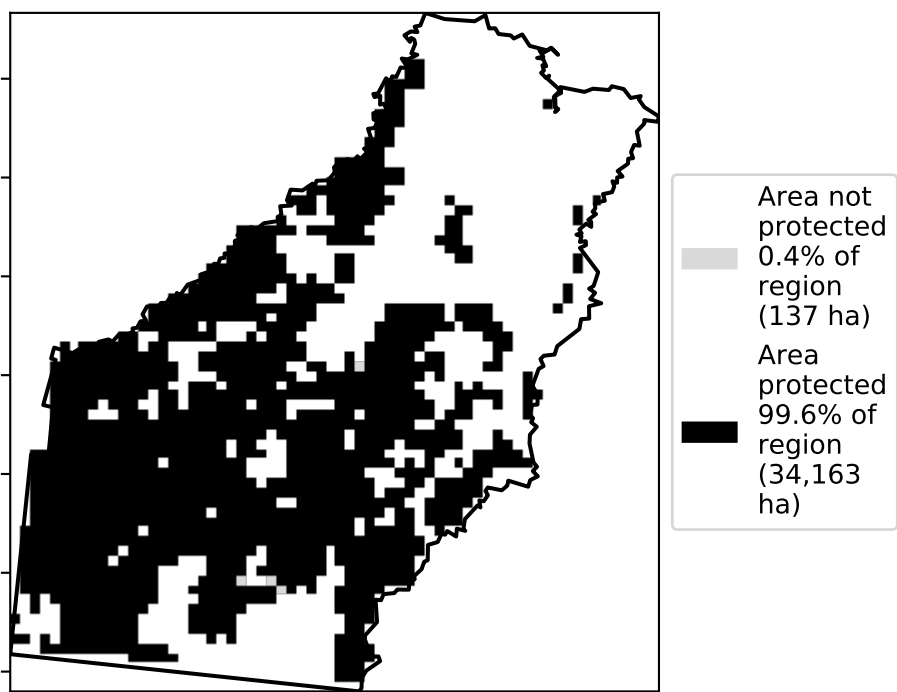 Area not
protected
0.4% of
region
(137 ha)
Area
protected
99.6% of
region
(34,163
ha)